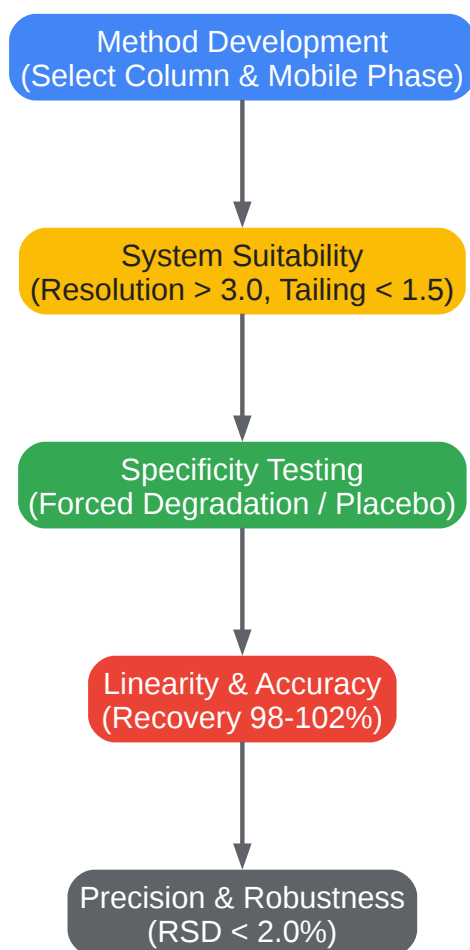 Method Development
(Select Column & Mobile Phase)
System Suitability
(Resolution > 3.0, Tailing < 1.5)
Specificity Testing
(Forced Degradation / Placebo)
Linearity & Accuracy
(Recovery 98-102%)
Precision & Robustness
(RSD < 2.0%)